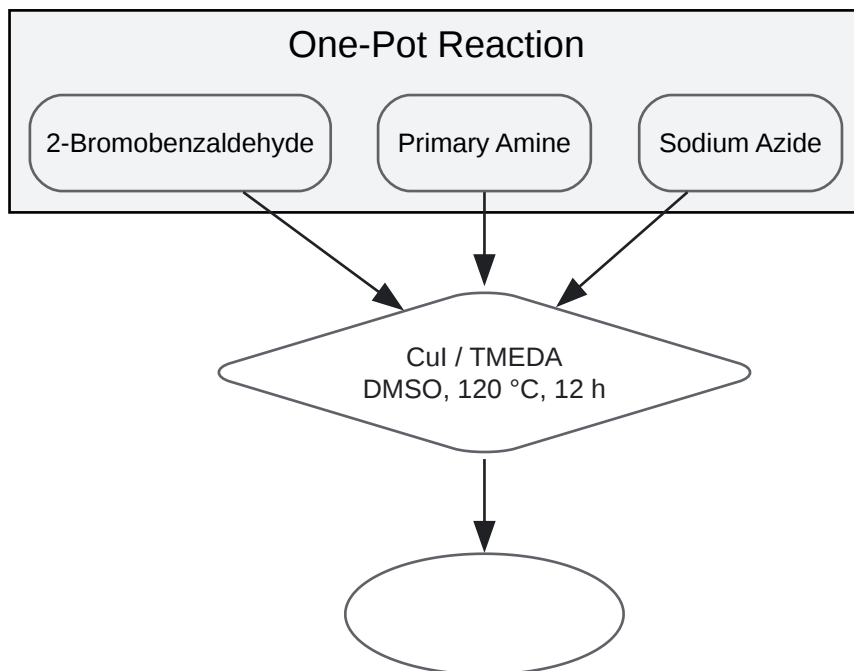 One-Pot Reaction
2-Bromobenzaldehyde
Primary Amine
Sodium Azide
CuI / TMEDA
DMSO, 120 °C, 12 h